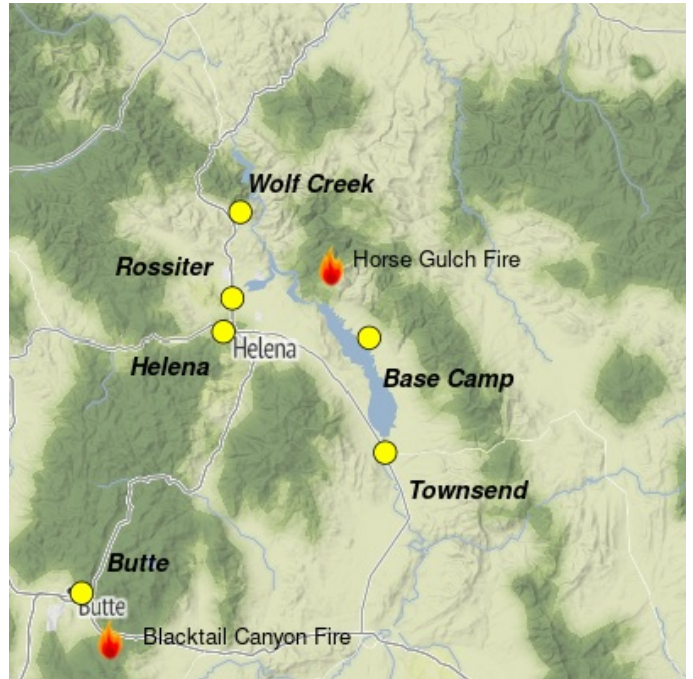 Wolf Creek
Horse Gulch Fire
Rossiter
Helena
Helena
Base Camp
Townsend
Butte
Butte
Blacktail Canyon Fire